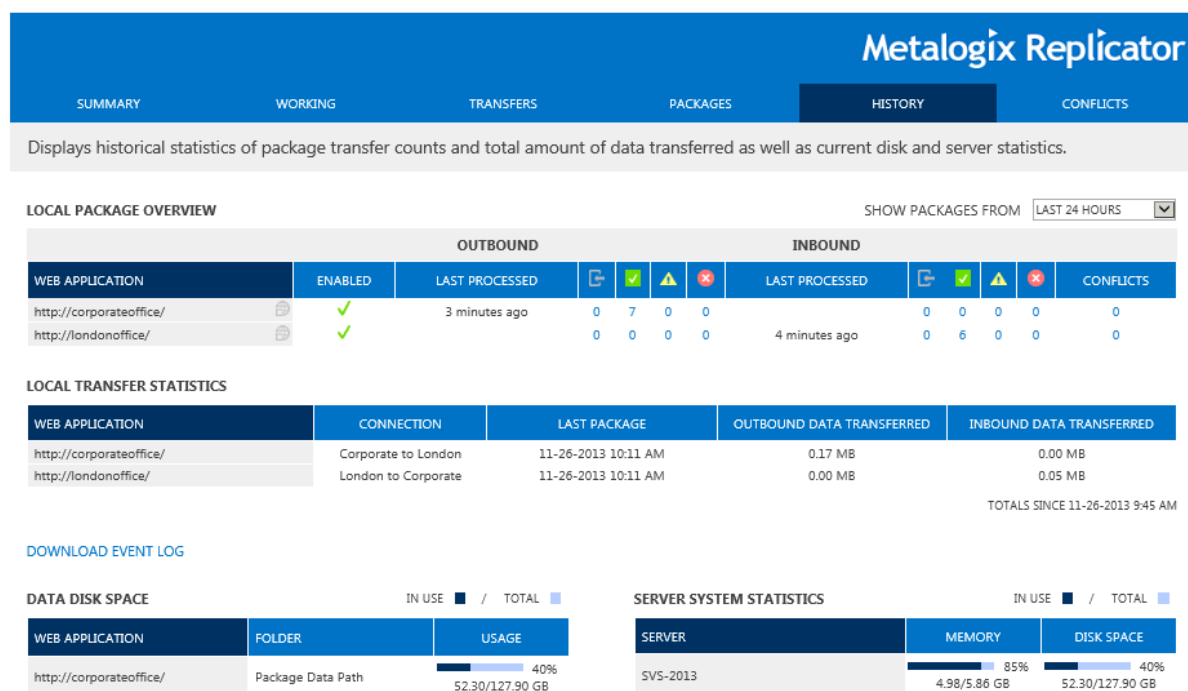 Metalogix Replicator
SUMMARY WORKING TRANSFERS PACKAGES HISTORY CONFLICTS
Displays historical statistics of package transfer counts and total amount of data transferred as well as current disk and server statistics.
LOCAL PACKAGE OVERVIEW SHOW PACKAGES FROM LAST 24 HOURS
OUTBOUND INBOUND
WEB APPLICATION ENABLED LAST PROCESSED LAST PROCESSED CONFLICTS
http://corporateoffice/ 3 minutes ago 0 7 0 0 0 0 0 0 0
http://londonoffice/ 0 0 0 0 4 minutes ago 0 6 0 0 0
LOCAL TRANSFER STATISTICS
WEB APPLICATION CONNECTION LAST PACKAGE OUTBOUND DATA TRANSFERRED INBOUND DATA TRANSFERRED
http://corporateoffice/ Corporate to London 11-26-2013 10:11 AM 0.17 MB 0.00 MB
http://londonoffice/ London to Corporate 11-26-2013 10:11 AM 0.00 MB 0.05 MB
TOTALS SINCE 11-26-2013 9:45 AM
DOWNLOAD EVENT LOG
DATA DISK SPACE IN USE / TOTAL
WEB APPLICATION FOLDER USAGE
http://corporateoffice/ Package Data Path 40%
52.30/127.90 GB
SERVER SYSTEM STATISTICS IN USE / TOTAL
SERVER MEMORY DISK SPACE
SVS-2013 85% 40%
4.98/5.86 GB 52.30/127.90 GB